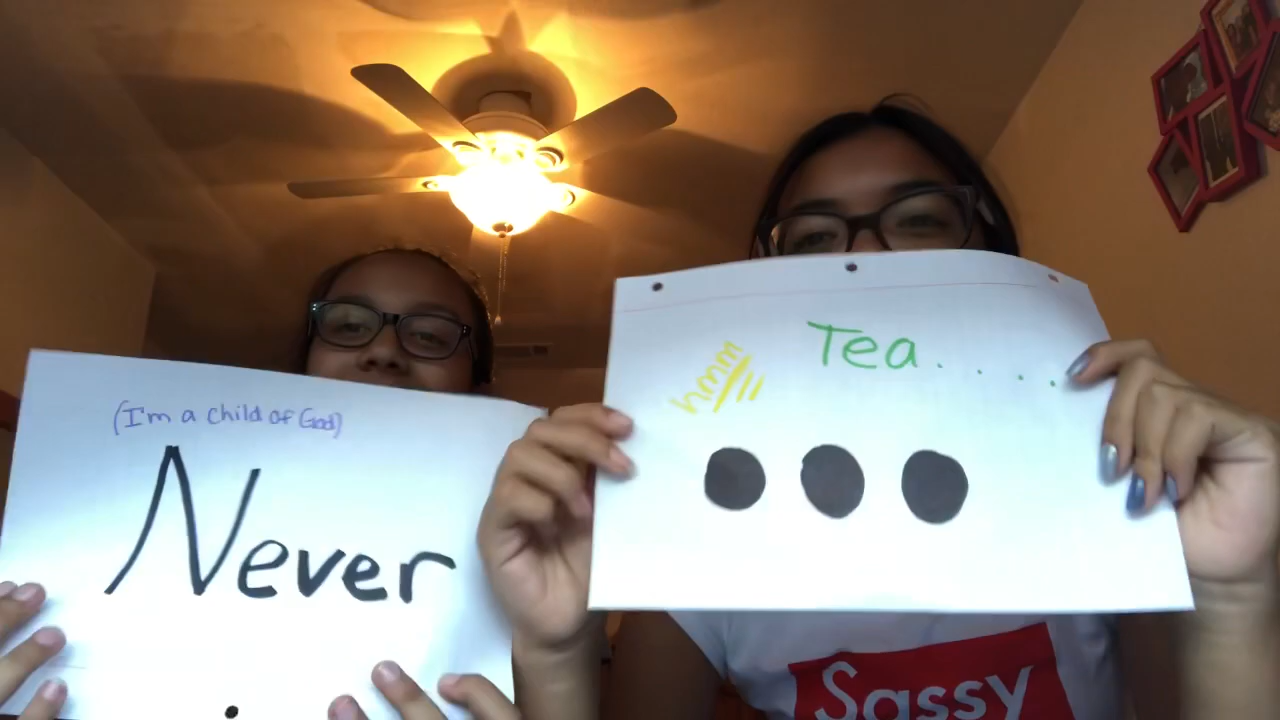 (I'm a child of God)
Never
Tea.....
hmm
Sassy